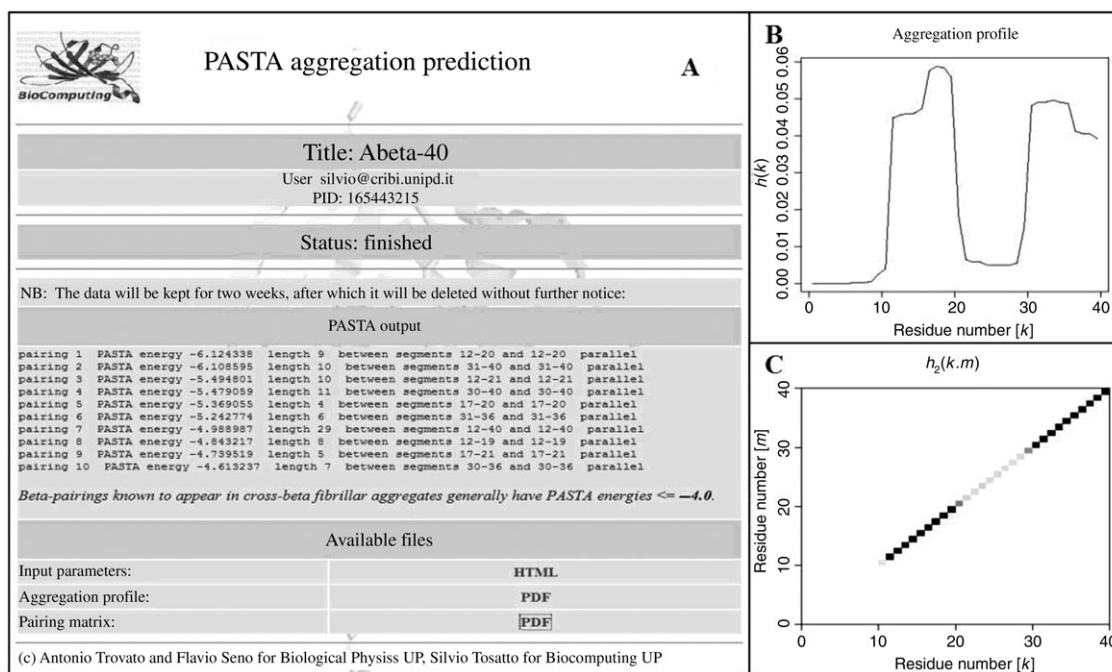 BioComputing
PASTA aggregation prediction
A
Title: Abeta-40
User silvio@cribi.unipd.it
PID: 165443215
Status: finished
NB: The data will be kept for two weeks, after which it will be deleted without further notice:
PASTA output
pairing 1 PASTA energy -6.124338 length 9 between segments 12-20 and 12-20 parallel
pairing 2 PASTA energy -6.108595 length 10 between segments 31-40 and 31-40 parallel
pairing 3 PASTA energy -5.494801 length 10 between segments 12-21 and 12-21 parallel
pairing 4 PASTA energy -5.479059 length 11 between segments 30-40 and 30-40 parallel
pairing 5 PASTA energy -5.369055 length 4 between segments 17-20 and 17-20 parallel
pairing 6 PASTA energy -5.242774 length 6 between segments 31-36 and 31-36 parallel
pairing 7 PASTA energy -4.988987 length 29 between segments 12-40 and 12-40 parallel
pairing 8 PASTA energy -4.843217 length 8 between segments 12-19 and 12-19 parallel
pairing 9 PASTA energy -4.739519 length 5 between segments 17-21 and 17-21 parallel
pairing 10 PASTA energy -4.613237 length 7 between segments 30-36 and 30-36 parallel
Beta-pairings known to appear in cross-beta fibrillar aggregates generally have PASTA energies <= −4.0.
Available files
Input parameters: HTML
Aggregation profile: PDF
Pairing matrix: PDF
(c) Antonio Trovato and Flavio Seno for Biological Physiss UP, Silvio Tosatto for Biocomputing UP
B
Aggregation profile
0.06
0.05
0.04
0.03
0.02
0.01
0.00
h(k)
0 10 20 30 40
Residue number [k]
C
h2(k.m)
40
30
20
10
0
Residue number [m]
10 20 30 40
Residue number [k]